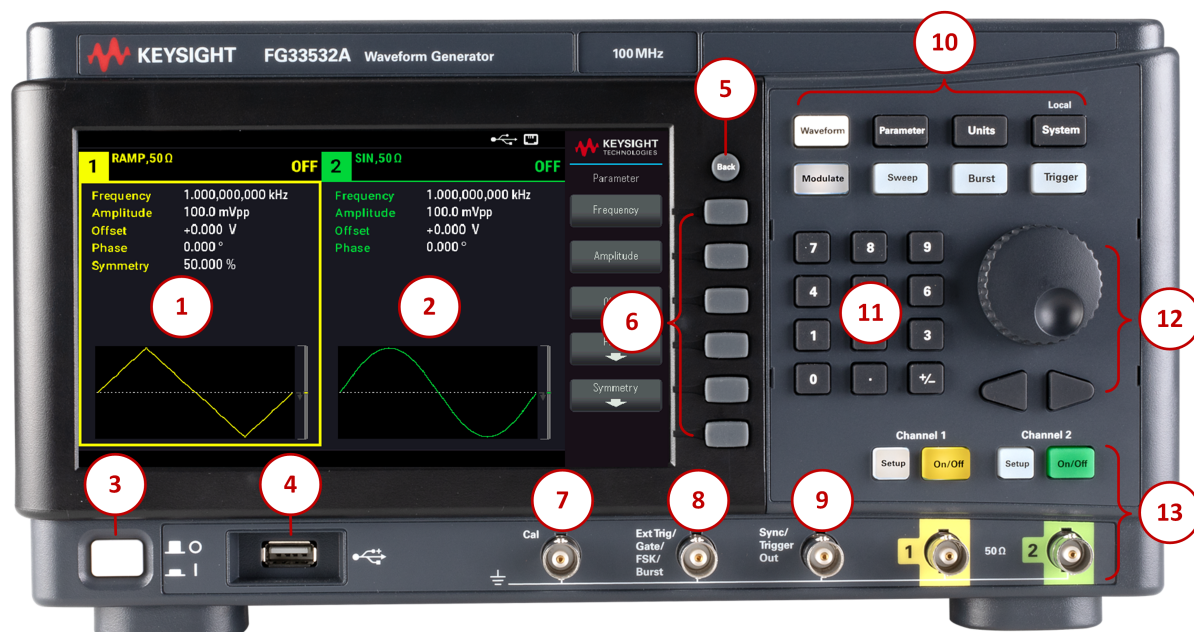 KEYSIGHT FG33532A Waveform Generator 100 MHz
10
5
Local
Waveform Parameter Units System
Modulate Sweep Burst Trigger
Back
KEYSIGHT
TECHNOLOGIES
1 RAMP,50Ω OFF
2 SIN,50Ω OFF
Parameter
Frequency 1.000,000,000 kHz
Amplitude 100.0 mVpp
Offset +0.000 V
Phase 0.000°
Symmetry 50.000 %
Frequency 1.000,000,000 kHz
Amplitude 100.0 mVpp
Offset +0.000 V
Phase 0.000°
Frequency
Amplitude
Symmetry
1
2
6
7 8 9
4 6
11
1 3
0 . +/-
12
Channel 1
Setup On/Off
Channel 2
Setup On/Off
3
4
7
8
9
13
Cal
Ext Trig/
Gate/
FSK/
Burst
Sync/
Trigger
Out
1 50Ω 2